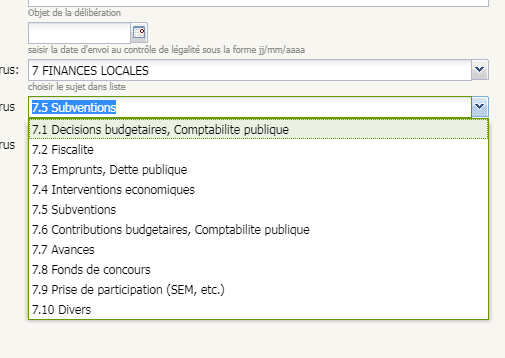 Objet de la délibération
saisir la date d'envoi au contrôle de légalité sous la forme jj/mm/aaaa
rus: 7 FINANCES LOCALES
choisir le sujet dans liste
rus 7.5 Subventions
7.1 Decisions budgetaires, Comptabilite publique
rus
7.2 Fiscalite
7.3 Emprunts, Dette publique
7.4 Interventions economiques
7.5 Subventions
7.6 Contributions budgetaires, Comptabilite publique
7.7 Avances
7.8 Fonds de concours
7.9 Prise de participation (SEM, etc.)
7.10 Divers